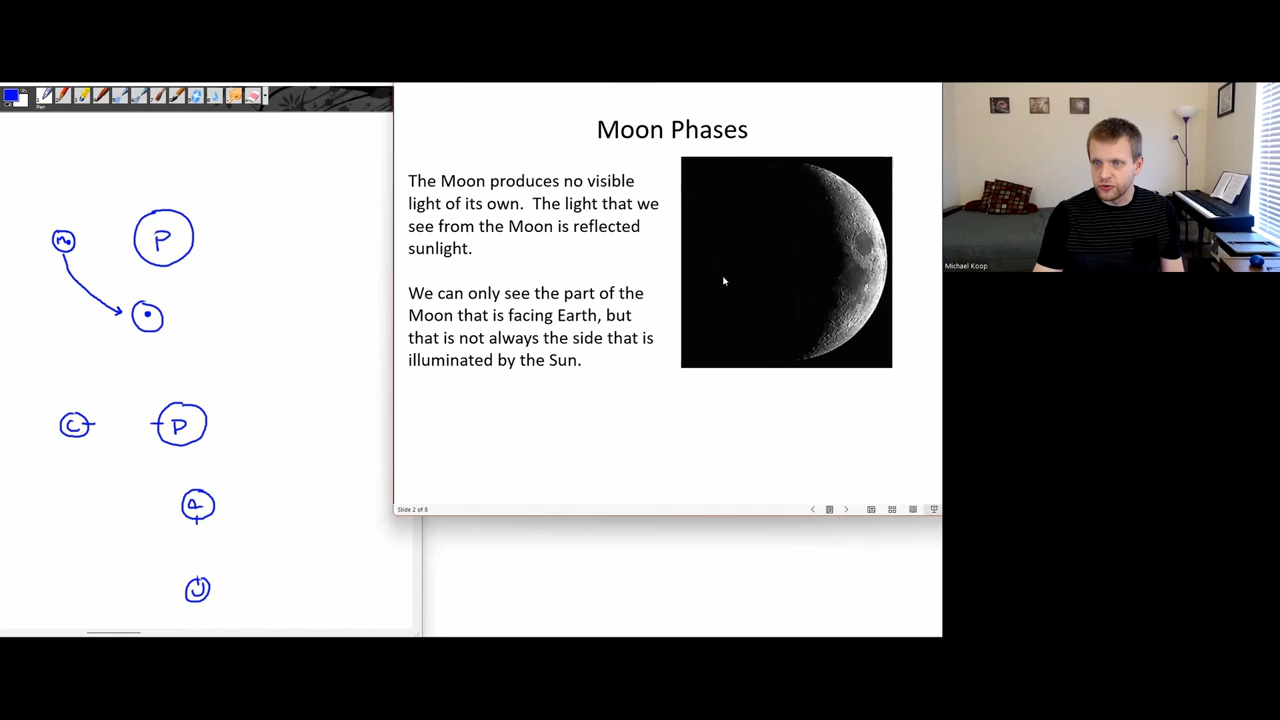 Pen
Moon Phases
The Moon produces no visible
light of its own.  The light that we
see from the Moon is reflected
sunlight.
We can only see the part of the
Moon that is facing Earth, but
that is not always the side that is
illuminated by the Sun.
Slide 2 of 8
Michael Koop
P
C
P